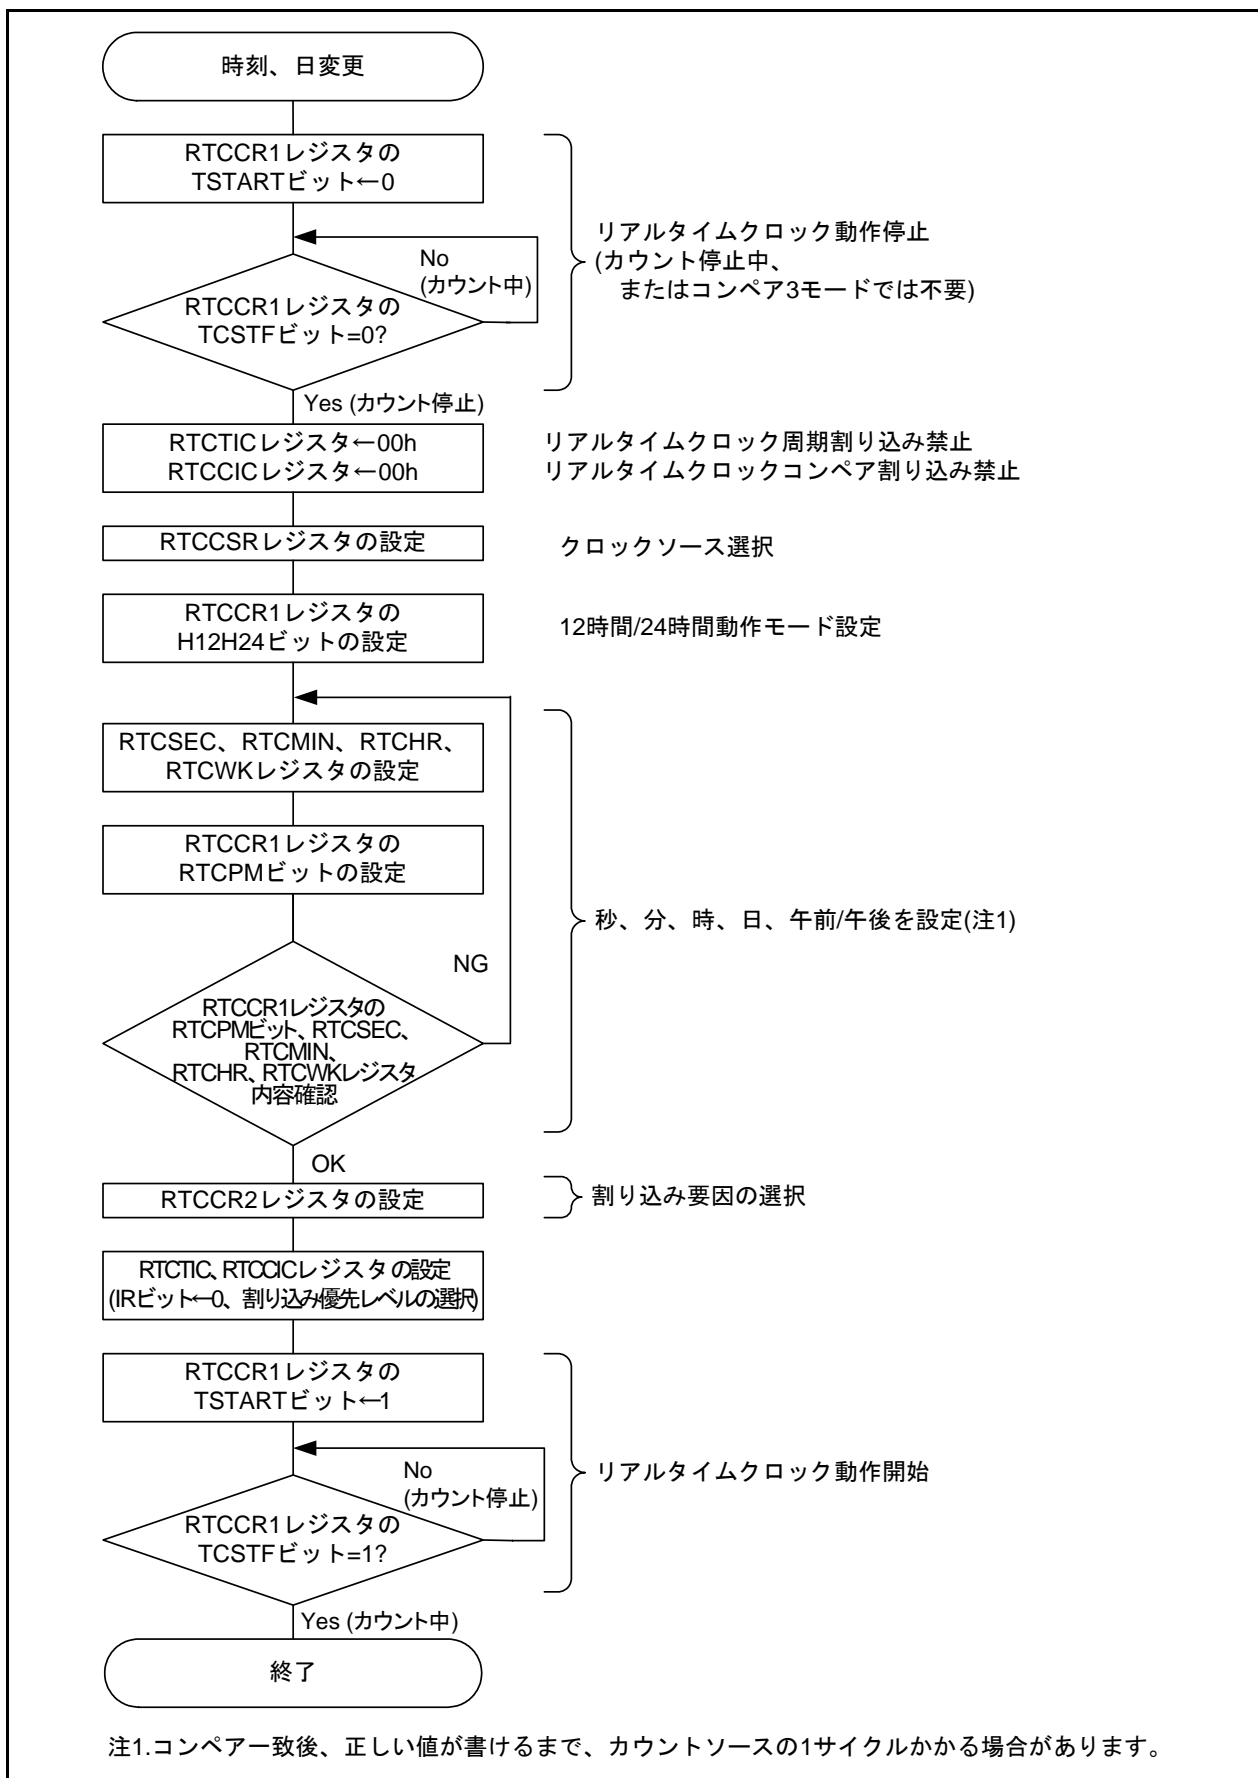 時刻、日変更
RTCCR1レジスタの
TSTARTビット←0
No
(カウント中)
リアルタイムクロック動作停止
(カウント停止中、
またはコンペア3モードでは不要)
RTCCR1レジスタの
TCSTFビット=0?
Yes (カウント停止)
RTCTICレジスタ←00h
RTCCICレジスタ←00h
リアルタイムクロック周期割り込み禁止
リアルタイムクロックコンペア割り込み禁止
RTCCSRレジスタの設定
クロックソース選択
RTCCR1レジスタの
H12H24ビットの設定
12時間/24時間動作モード設定
RTCSEC、RTCMIN、RTCHR、
RTCWKレジスタの設定
RTCCR1レジスタの
RTCPMビットの設定
秒、分、時、日、午前/午後を設定(注1)
NG
RTCCR1レジスタの
RTCPMビット、RTCSEC、
RTCMIN、
RTCHR、RTCWKレジスタ
内容確認
OK
RTCCR2レジスタの設定
割り込み要因の選択
RTCTIC、RTCCICレジスタの設定
(IRビット←0、割り込み優先レベルの選択)
RTCCR1レジスタの
TSTARTビット←1
No
(カウント停止)
リアルタイムクロック動作開始
RTCCR1レジスタの
TCSTFビット=1?
Yes (カウント中)
終了
注1.コンペア一致後、正しい値が書けるまで、カウントソースの1サイクルかかる場合があります。